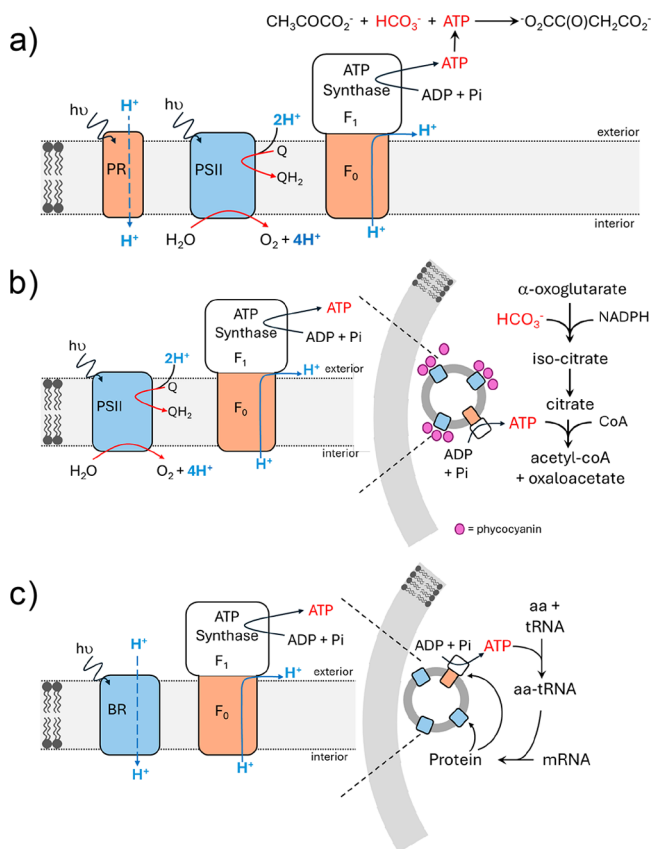 a)
CH₃COCO₂⁻ + HCO₃⁻ + ATP → ⁻O₂CC(O)CH₂CO₂⁻
ATP
ATP
Synthase
ADP + Pi
F₁
hυ
H⁺
hυ
2H⁺
H⁺
exterior
PR
PSII
Q
QH₂
F₀
interior
H⁺
H₂O
O₂ + 4H⁺
H⁺
b)
ATP
ATP
Synthase
ADP + Pi
F₁
hυ
2H⁺
H⁺
exterior
PSII
Q
QH₂
F₀
interior
H₂O
O₂ + 4H⁺
H⁺
α-oxoglutarate
HCO₃⁻
NADPH
iso-citrate
citrate
ATP
CoA
ADP
+ Pi
acetyl-coA
+ oxaloacetate
= phycocyanin
c)
ATP
ATP
Synthase
ADP + Pi
F₁
hυ
H⁺
H⁺
exterior
BR
F₀
interior
H⁺
H⁺
aa +
tRNA
ADP + Pi
ATP
aa-tRNA
Protein
mRNA